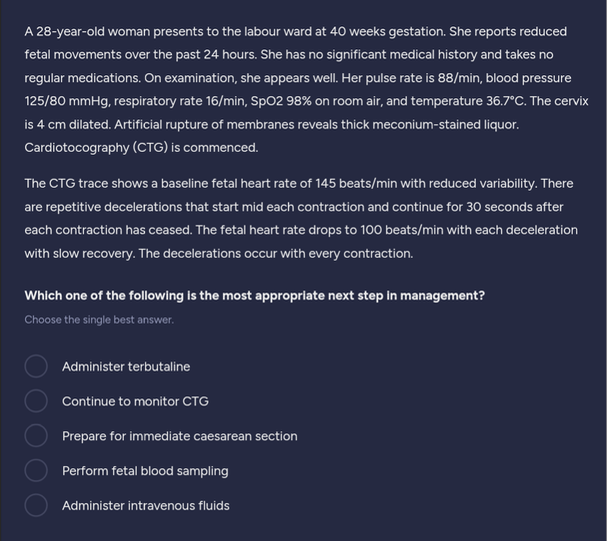 A 28-year-old woman presents to the labour ward at 40 weeks gestation. She reports reduced
fetal movements over the past 24 hours. She has no significant medical history and takes no
regular medications. On examination, she appears well. Her pulse rate is 88/min, blood pressure
125/80 mmHg, respiratory rate 16/min, SpO2 98% on room air, and temperature 36.7°C. The cervix
is 4 cm dilated. Artificial rupture of membranes reveals thick meconium-stained liquor.
Cardiotocography (CTG) is commenced.
The CTG trace shows a baseline fetal heart rate of 145 beats/min with reduced variability. There
are repetitive decelerations that start mid each contraction and continue for 30 seconds after
each contraction has ceased. The fetal heart rate drops to 100 beats/min with each deceleration
with slow recovery. The decelerations occur with every contraction.
Which one of the following is the most appropriate next step in management?
Choose the single best answer.
Administer terbutaline
Continue to monitor CTG
Prepare for immediate caesarean section
Perform fetal blood sampling
Administer intravenous fluids